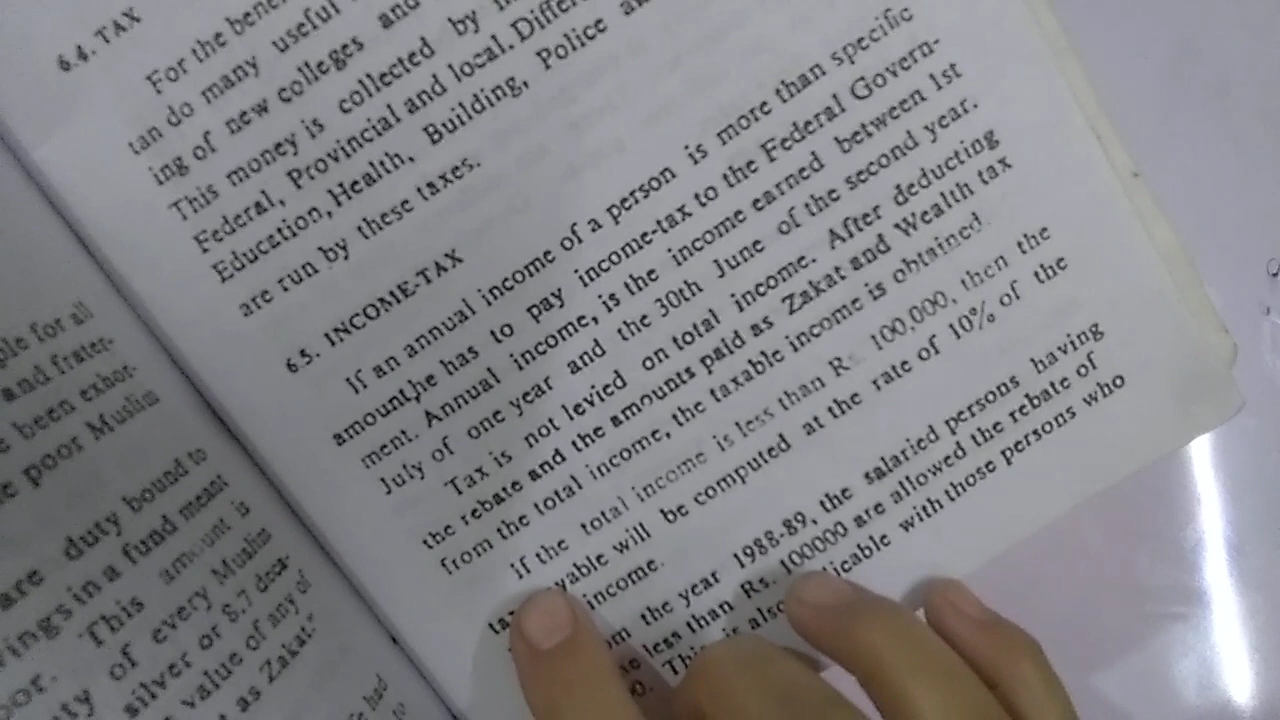 ple for all
and frater-
been exhor-
poor Muslim
are duty bound to
vings in a fund meant
oor. This amount is
ty of every Muslim
silver or 8.7 deca-
value of any of
as Zakat."
had
to
6.4. TAX
For the bene
tan do many useful
ing of new colleges and
This money is collected by
Federal, Provincial and local. Differe
Education, Health, Building, Police
are run by these taxes.
6.5. INCOME-TAX
If an annual income of a person is more than specific
amount,he has to pay income-tax to the Federal Govern-
ment. Annual income, is the income earned between 1st
July of one year and the 30th June of the second year.
Tax is not levied on total income. After deducting
the rebate and the amounts paid as Zakat and Wealth tax
from the total income, the taxable income is obtained.
if the total income is less than Rs. 100,000, then the
yable will be computed at the rate of 10% of the
income.
om the year 1988-89, the salaried persons having
less than Rs. 100000 are allowed the rebate of
also licable with those persons who